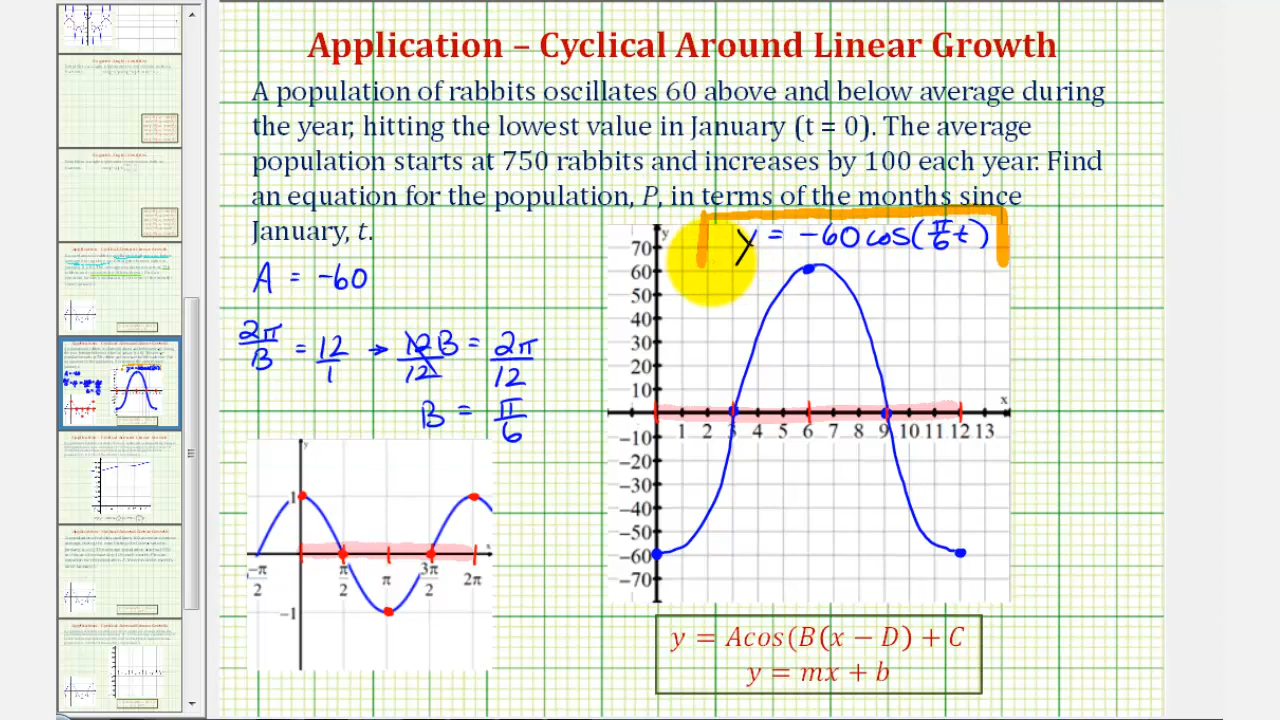 Application – Cyclical Around Linear Growth
A population of rabbits oscillates 60 above and below average during
the year, hitting the lowest value in January (t = 0). The average
population starts at 750 rabbits and increases by 100 each year. Find
an equation for the population, P, in terms of the months since
January, t.
y = -60 cos(π/6 t)
A = -60
2π/B = 12/1 → 12B/12 = 2π/12
B = π/6
y
1
-π/2 π/2 π 3π/2 2π
x
−1
y
70
60
50
40
30
20
10
x
1 2 3 4 5 6 7 8 9 10 11 12 13
−10
−20
−30
−40
−50
−60
−70
y = Acos(B(x − D) + C
y = mx + b